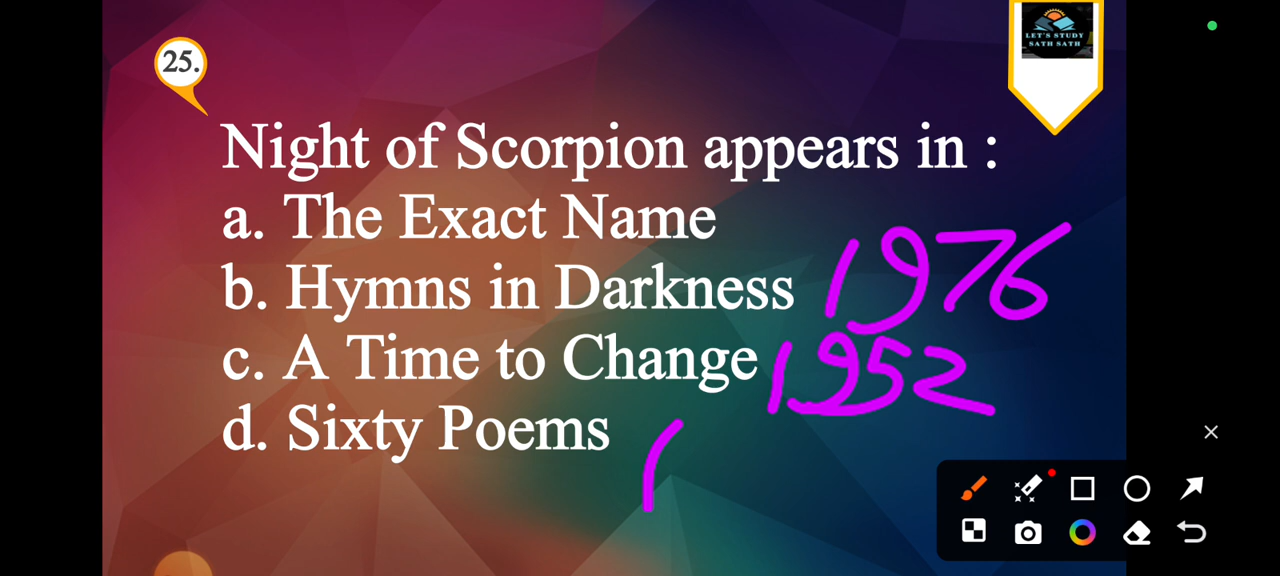 25.
LET'S STUDY
SATH SATH
Night of Scorpion appears in :
a. The Exact Name
b. Hymns in Darkness 1976
c. A Time to Change 1952
d. Sixty Poems